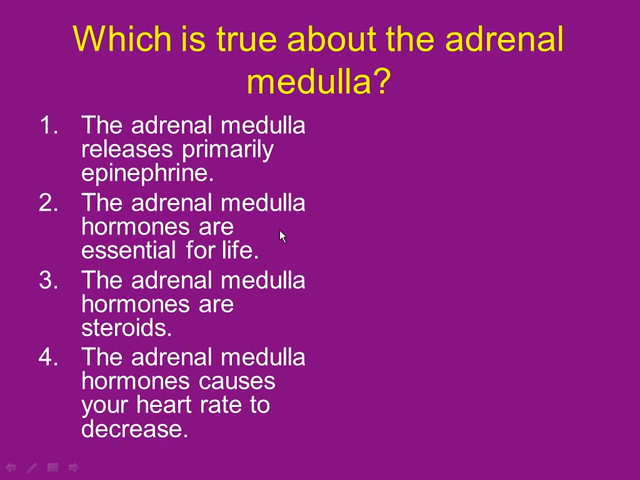 Which is true about the adrenal
medulla?
1. The adrenal medulla
releases primarily
epinephrine.
2. The adrenal medulla
hormones are
essential for life.
3. The adrenal medulla
hormones are
steroids.
4. The adrenal medulla
hormones causes
your heart rate to
decrease.